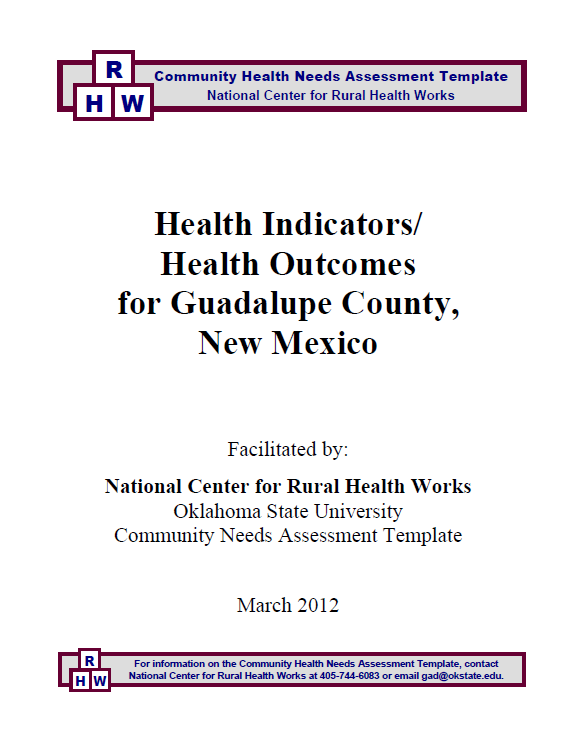 R
H W
Community Health Needs Assessment Template
National Center for Rural Health Works
Health Indicators/
Health Outcomes
for Guadalupe County,
New Mexico
Facilitated by:
National Center for Rural Health Works
Oklahoma State University
Community Needs Assessment Template
March 2012
R
H W
For information on the Community Health Needs Assessment Template, contact
National Center for Rural Health Works at 405-744-6083 or email gad@okstate.edu.